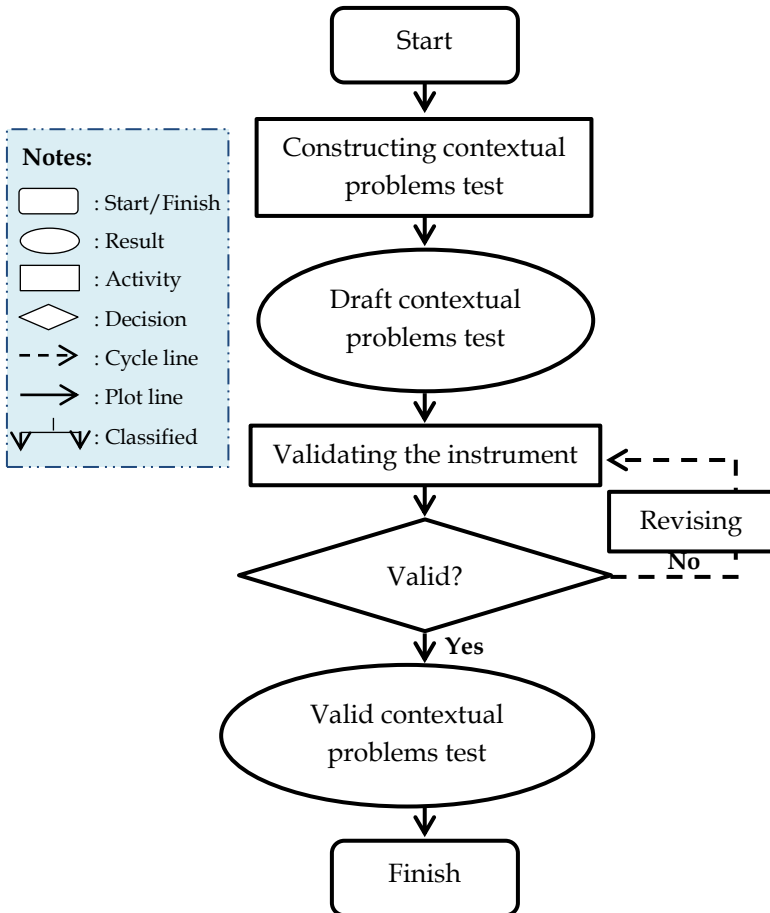 Start
Constructing contextual
problems test
Notes:
: Start/Finish
: Result
: Activity
: Decision
: Cycle line
: Plot line
: Classified
Draft contextual
problems test
Validating the instrument
Revising
No
Valid?
Yes
Valid contextual
problems test
Finish